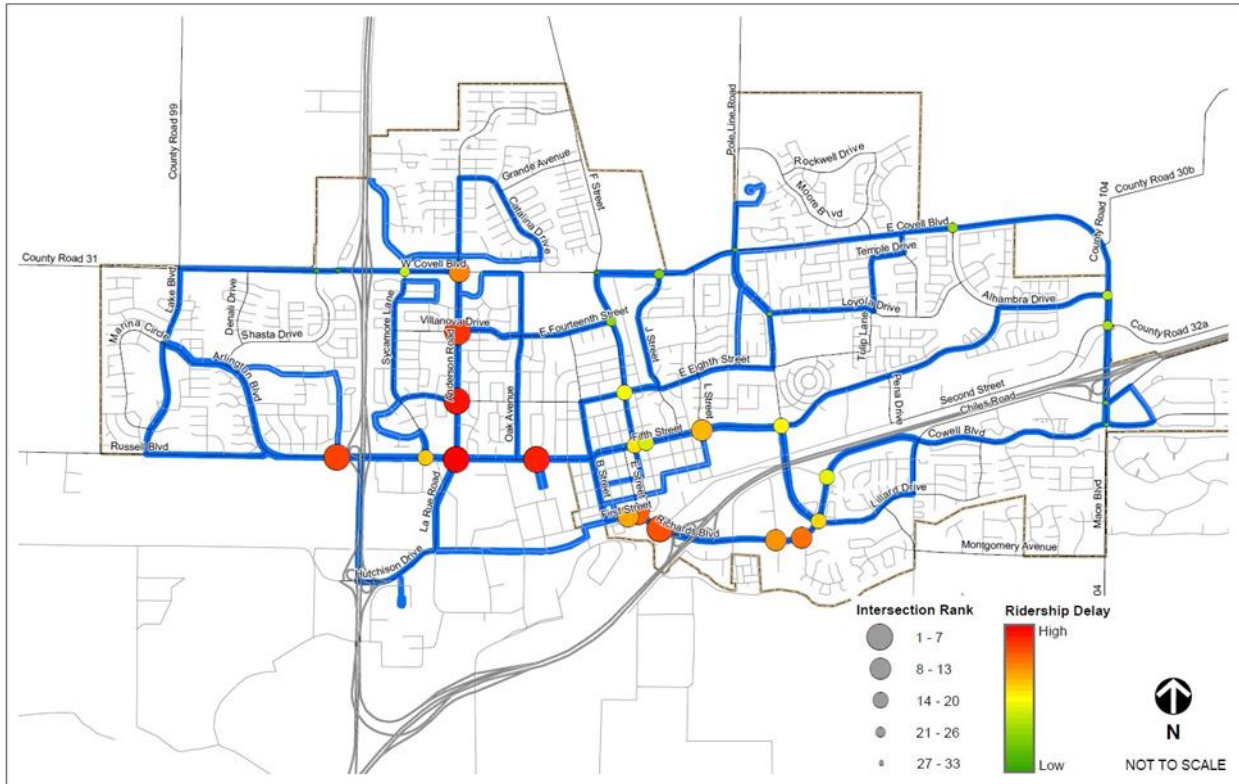 County Road 99
Pole Line Road
Rockwell Drive
Moore Blvd
Grande Avenue
Catalina Drive
F Street
County Road 104
County Road 30b
E Covell Blvd
Temple Drive
County Road 31
W Covell Blvd
Lake Blvd
Denali Drive
Sycamore Lane
Villanova Drive
E Fourteenth Street
J Street
Loyola Drive
Alhambra Drive
Tulip Lane
County Road 32a
Marina Circle
Shasta Drive
Arlington Blvd
Anderson Road
Oak Avenue
E Eighth Street
L Street
Pena Drive
Second Street
Chiles Road
Russell Blvd
Fifth Street
Cowell Blvd
La Rue Road
B Street
E Street
First Street
Richards Blvd
Lillard Drive
Mace Blvd
Montgomery Avenue
Hutchison Drive
04
Intersection Rank
1 - 7
8 - 13
14 - 20
21 - 26
27 - 33
Ridership Delay
High
Low
N
NOT TO SCALE